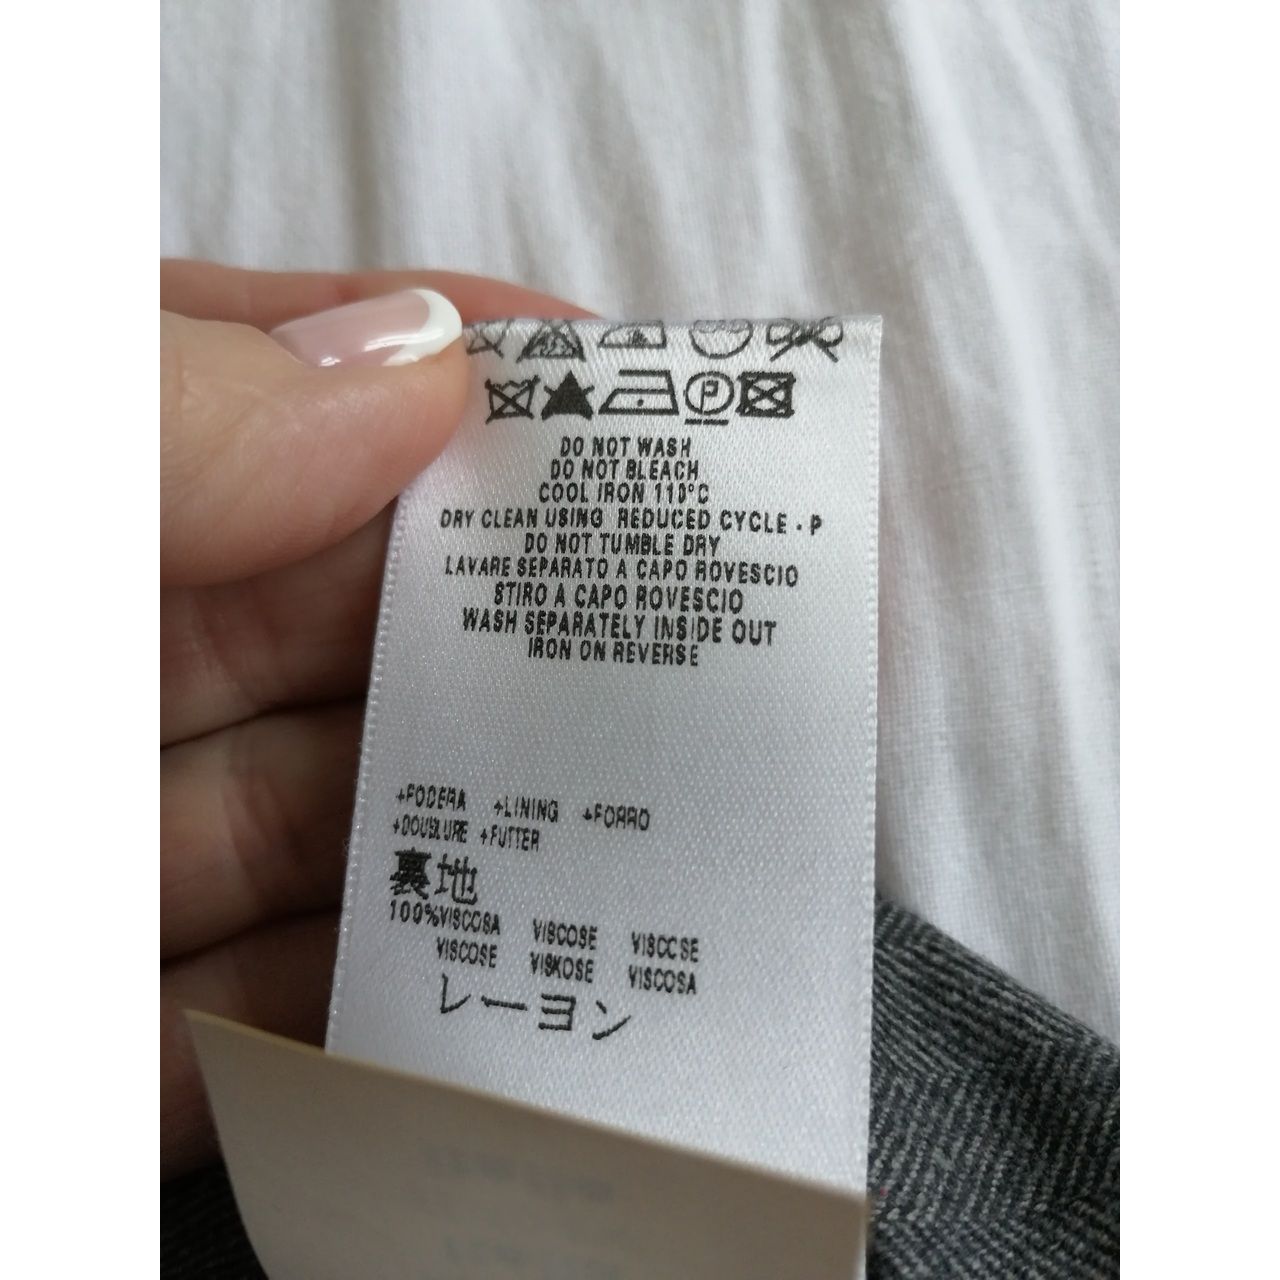 DO NOT WASH
DO NOT BLEACH
COOL IRON 110°C
DRY CLEAN USING REDUCED CYCLE - P
DO NOT TUMBLE DRY
LAVARE SEPARATO A CAPO ROVESCIO
STIRO A CAPO ROVESCIO
WASH SEPARATELY INSIDE OUT
IRON ON REVERSE
+FODERA +LINING +FORRO
+DOUBLURE +FUTTER
裏地
100%VISCOSA VISCOSE VISCOSE
VISCOSE VISKOSE VISCOSA
レーヨン